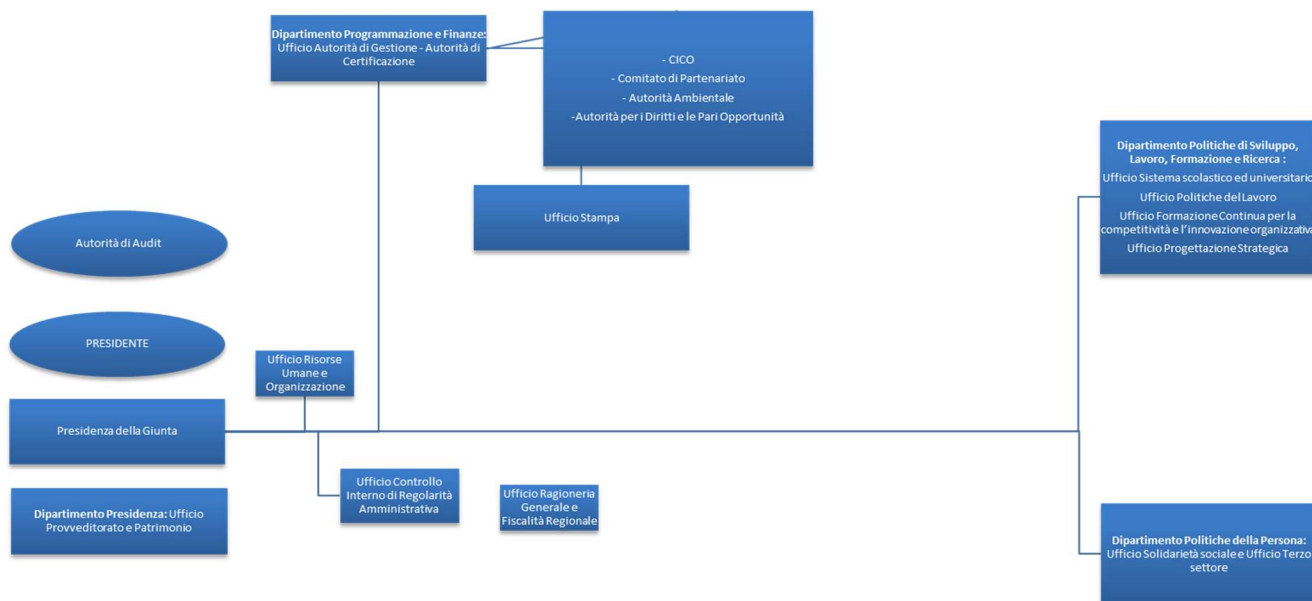 Dipartimento Programmazione e Finanze:
Ufficio Autorità di Gestione - Autorità di
Certificazione
- CICO
- Comitato di Partenariato
- Autorità Ambientale
-Autorità per i Diritti e le Pari Opportunità
Ufficio Stampa
Dipartimento Politiche di Sviluppo,
Lavoro, Formazione e Ricerca :
Ufficio Sistema scolastico ed universitario
Ufficio Politiche del Lavoro
Ufficio Formazione Continua per la
competitività e l'innovazione organizzativa
Ufficio Progettazione Strategica
Autorità di Audit
PRESIDENTE
Ufficio Risorse
Umane e
Organizzazione
Presidenza della Giunta
Ufficio Controllo
Interno di Regolarità
Amministrativa
Ufficio Ragioneria
Generale e
Fiscalità Regionale
Dipartimento Presidenza: Ufficio
Provveditorato e Patrimonio
Dipartimento Politiche della Persona:
Ufficio Solidarietà sociale e Ufficio Terzo
settore